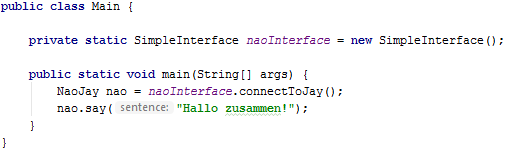 public class Main {
private static SimpleInterface naoInterface = new SimpleInterface();
public static void main(String[] args) {
NaoJay nao = naoInterface.connectToJay();
nao.say( sentence: "Hallo zusammen!");
}
}